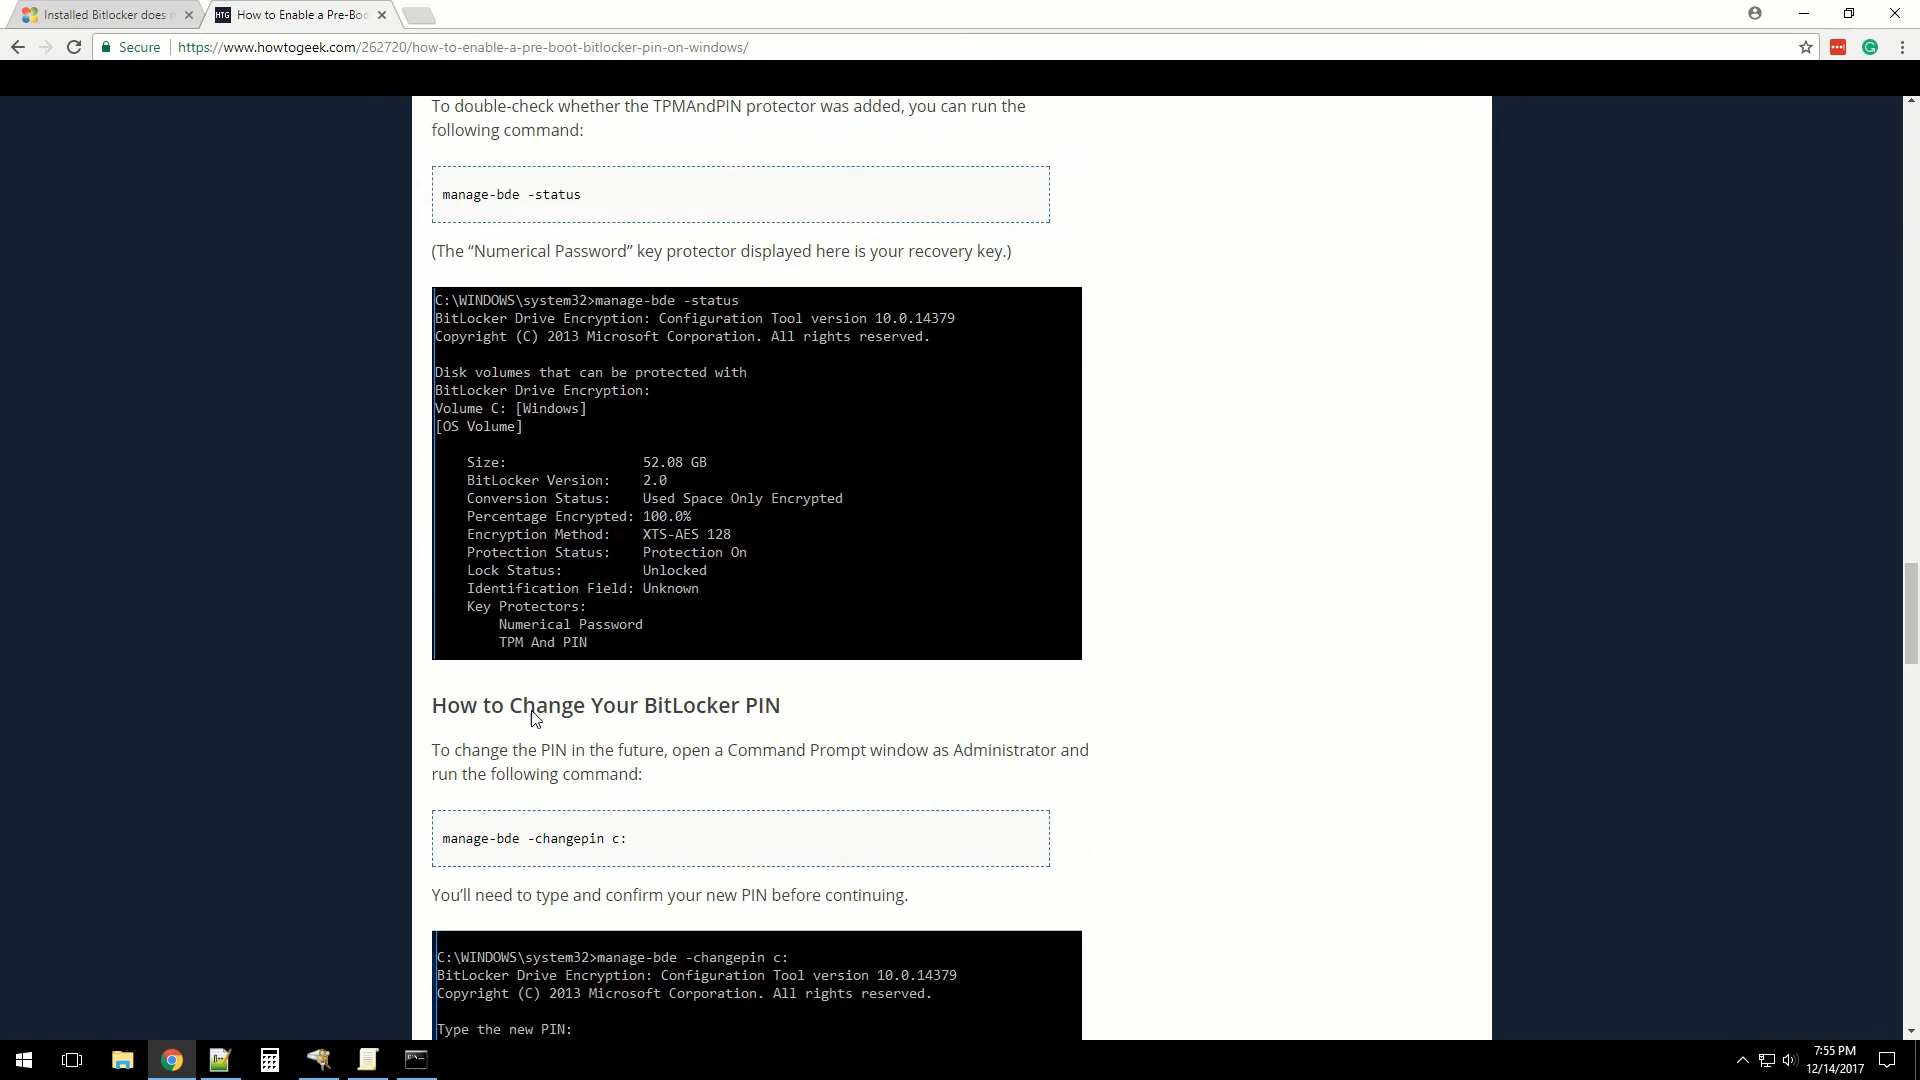 Installed Bitlocker does n
How to Enable a Pre-Boo
HTG
Secure
https://www.howtogeek.com/262720/how-to-enable-a-pre-boot-bitlocker-pin-on-windows/
To double-check whether the TPMAndPIN protector was added, you can run the
following command:
manage-bde -status
(The “Numerical Password” key protector displayed here is your recovery key.)
C:\WINDOWS\system32>manage-bde -status
BitLocker Drive Encryption: Configuration Tool version 10.0.14379
Copyright (C) 2013 Microsoft Corporation. All rights reserved.
Disk volumes that can be protected with
BitLocker Drive Encryption:
Volume C: [Windows]
[OS Volume]
Size: 52.08 GB
BitLocker Version: 2.0
Conversion Status: Used Space Only Encrypted
Percentage Encrypted: 100.0%
Encryption Method: XTS-AES 128
Protection Status: Protection On
Lock Status: Unlocked
Identification Field: Unknown
Key Protectors:
Numerical Password
TPM And PIN
How to Change Your BitLocker PIN
To change the PIN in the future, open a Command Prompt window as Administrator and
run the following command:
manage-bde -changepin c:
You’ll need to type and confirm your new PIN before continuing.
C:\WINDOWS\system32>manage-bde -changepin c:
BitLocker Drive Encryption: Configuration Tool version 10.0.14379
Copyright (C) 2013 Microsoft Corporation. All rights reserved.
Type the new PIN:
7:55 PM
12/14/2017